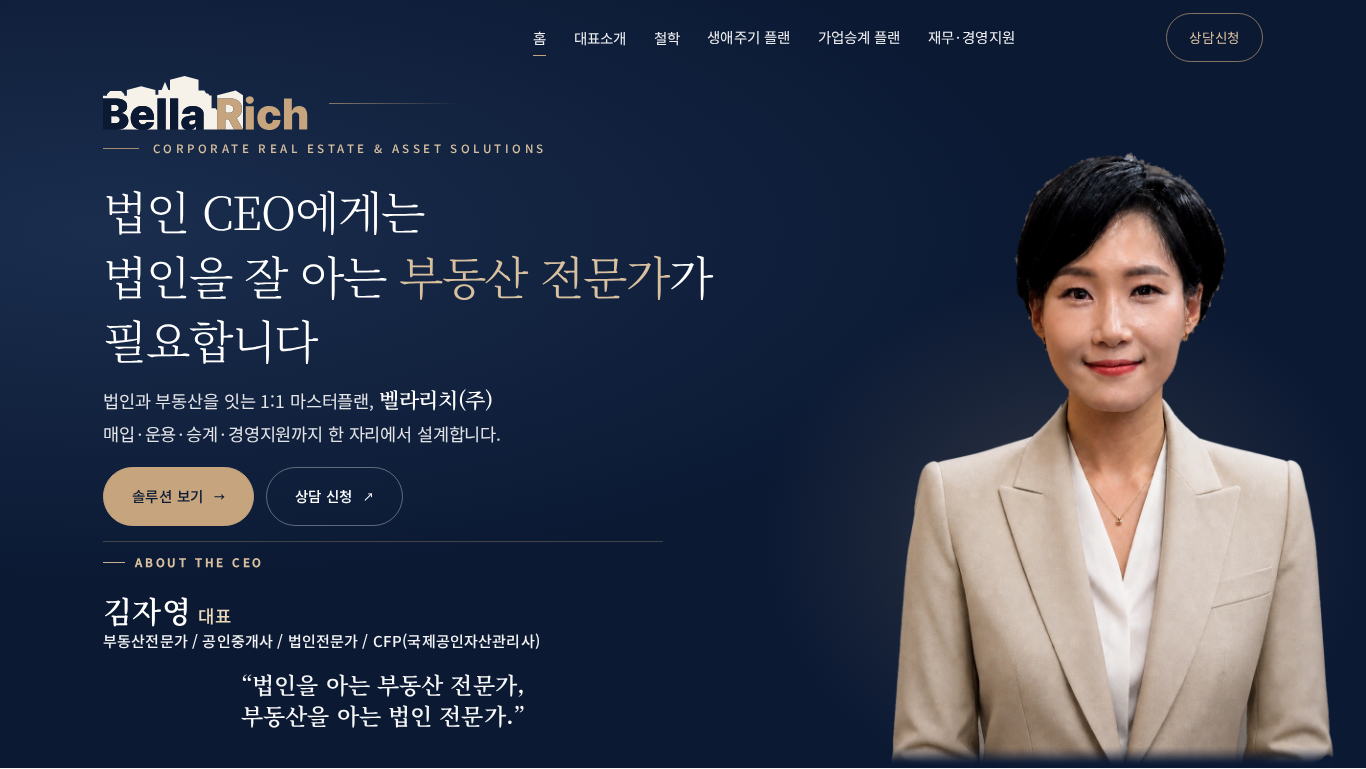 홈 대표소개 철학 생애주기 플랜 가업승계 플랜 재무·경영지원 상담신청
Bella Rich
CORPORATE REAL ESTATE & ASSET SOLUTIONS
법인 CEO에게는
법인을 잘 아는 부동산 전문가가
필요합니다
법인과 부동산을 잇는 1:1 마스터플랜, 벨라리치(주)
매입·운용·승계·경영지원까지 한 자리에서 설계합니다.
솔루션 보기 → 상담 신청 ↗
ABOUT THE CEO
김자영 대표
부동산전문가 / 공인중개사 / 법인전문가 / CFP(국제공인자산관리사)
“법인을 아는 부동산 전문가,
부동산을 아는 법인 전문가.”